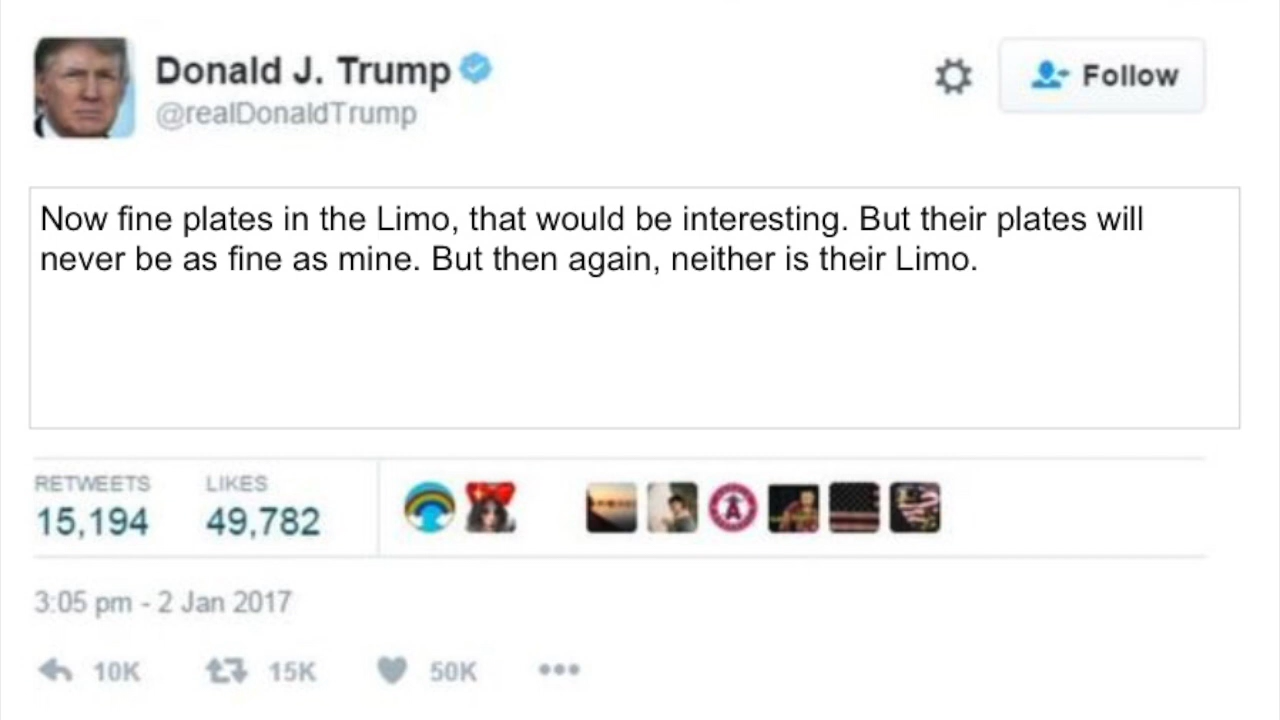 Donald J. Trump
@realDonaldTrump
Follow
Now fine plates in the Limo, that would be interesting. But their plates will
never be as fine as mine. But then again, neither is their Limo.
RETWEETS LIKES
15,194 49,782
3:05 pm - 2 Jan 2017
10K 15K 50K